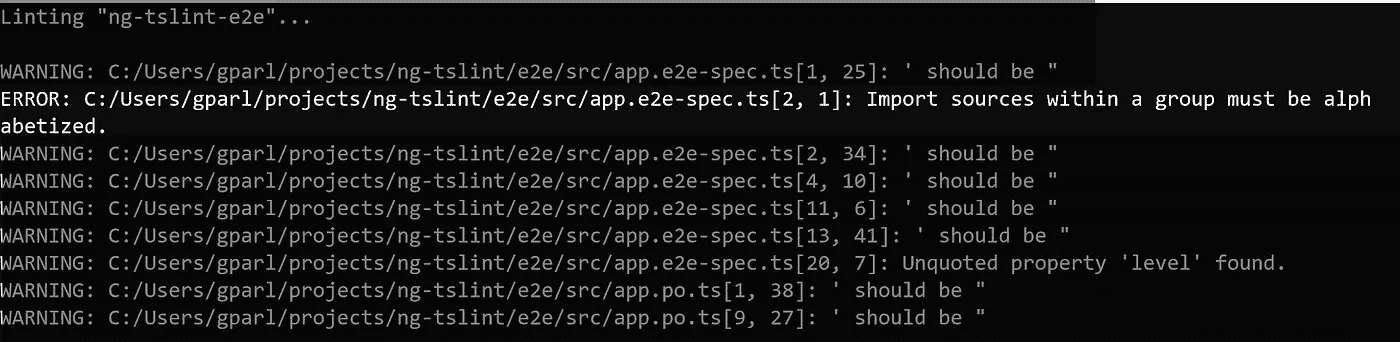 Linting "ng-tslint-e2e"...
WARNING: C:/Users/gparl/projects/ng-tslint/e2e/src/app.e2e-spec.ts[1, 25]: ' should be "
ERROR: C:/Users/gparl/projects/ng-tslint/e2e/src/app.e2e-spec.ts[2, 1]: Import sources within a group must be alph
abetized.
WARNING: C:/Users/gparl/projects/ng-tslint/e2e/src/app.e2e-spec.ts[2, 34]: ' should be "
WARNING: C:/Users/gparl/projects/ng-tslint/e2e/src/app.e2e-spec.ts[4, 10]: ' should be "
WARNING: C:/Users/gparl/projects/ng-tslint/e2e/src/app.e2e-spec.ts[11, 6]: ' should be "
WARNING: C:/Users/gparl/projects/ng-tslint/e2e/src/app.e2e-spec.ts[13, 41]: ' should be "
WARNING: C:/Users/gparl/projects/ng-tslint/e2e/src/app.e2e-spec.ts[20, 7]: Unquoted property 'level' found.
WARNING: C:/Users/gparl/projects/ng-tslint/e2e/src/app.po.ts[1, 38]: ' should be "
WARNING: C:/Users/gparl/projects/ng-tslint/e2e/src/app.po.ts[9, 27]: ' should be "